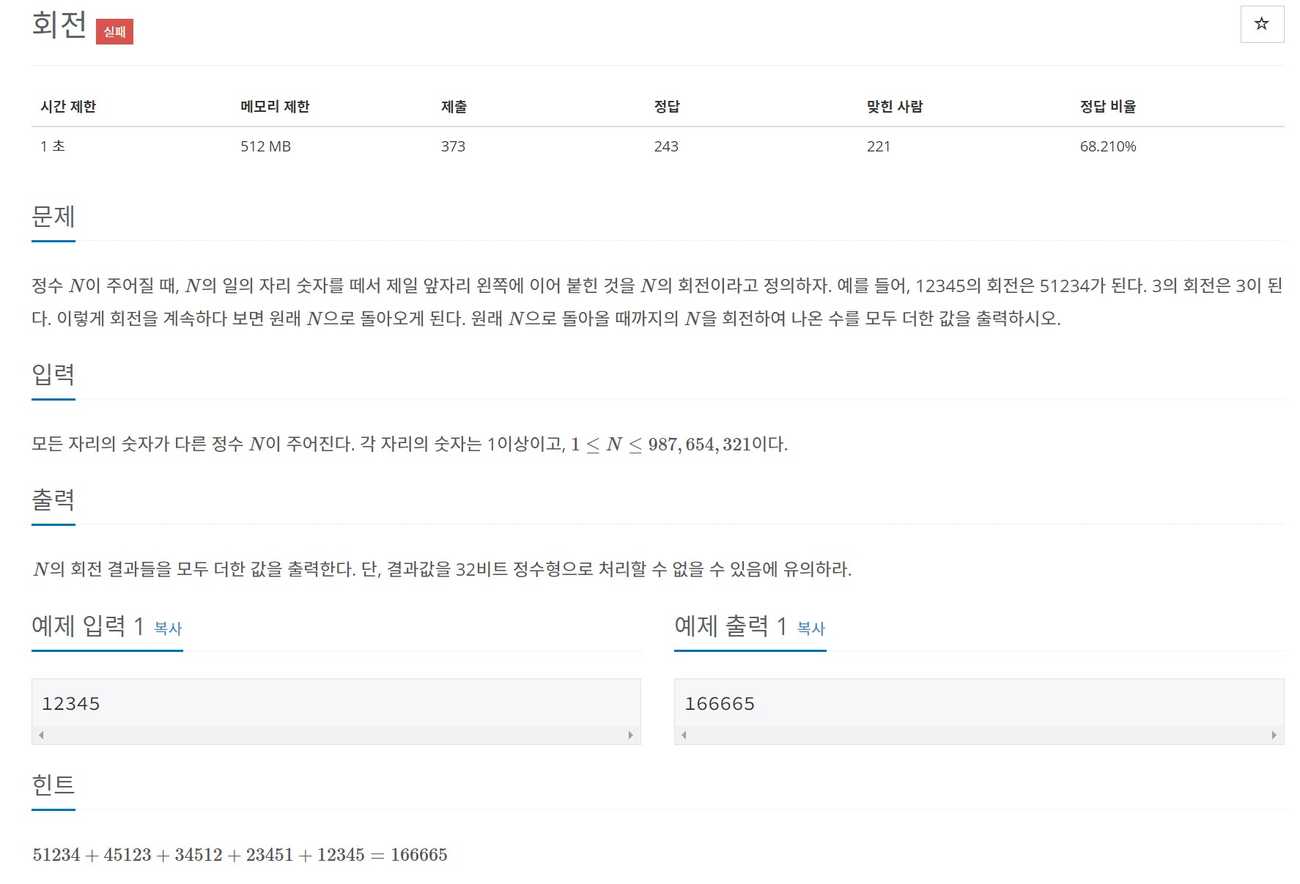 회전 실패
☆
시간 제한 메모리 제한 제출 정답 맞힌 사람 정답 비율
1 초 512 MB 373 243 221 68.210%
문제
정수 N이 주어질 때, N의 일의 자리 숫자를 떼서 제일 앞자리 왼쪽에 이어 붙힌 것을 N의 회전이라고 정의하자. 예를 들어, 12345의 회전은 51234가 된다. 3의 회전은 3이 된
다. 이렇게 회전을 계속하다 보면 원래 N으로 돌아오게 된다. 원래 N으로 돌아올 때까지의 N을 회전하여 나온 수를 모두 더한 값을 출력하시오.
입력
모든 자리의 숫자가 다른 정수 N이 주어진다. 각 자리의 숫자는 1이상이고, 1 ≤ N ≤ 987,654,321이다.
출력
N의 회전 결과들을 모두 더한 값을 출력한다. 단, 결과값을 32비트 정수형으로 처리할 수 없을 수 있음에 유의하라.
예제 입력 1 복사
12345
예제 출력 1 복사
166665
힌트
51234 + 45123 + 34512 + 23451 + 12345 = 166665